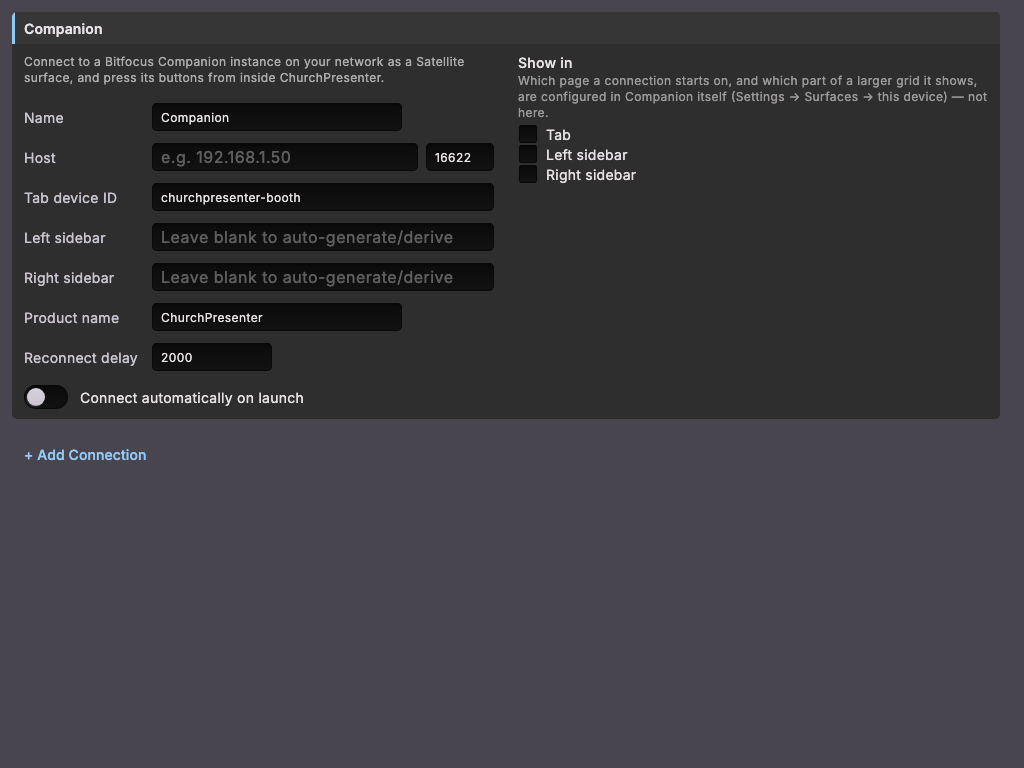 Companion
Connect to a Bitfocus Companion instance on your network as a Satellite
surface, and press its buttons from inside ChurchPresenter.
Name
Companion
Host
e.g. 192.168.1.50
16622
Tab device ID
churchpresenter-booth
Left sidebar
Leave blank to auto-generate/derive
Right sidebar
Leave blank to auto-generate/derive
Product name
ChurchPresenter
Reconnect delay
2000
Connect automatically on launch
Show in
Which page a connection starts on, and which part of a larger grid it shows,
are configured in Companion itself (Settings → Surfaces → this device) — not
here.
Tab
Left sidebar
Right sidebar
+ Add Connection